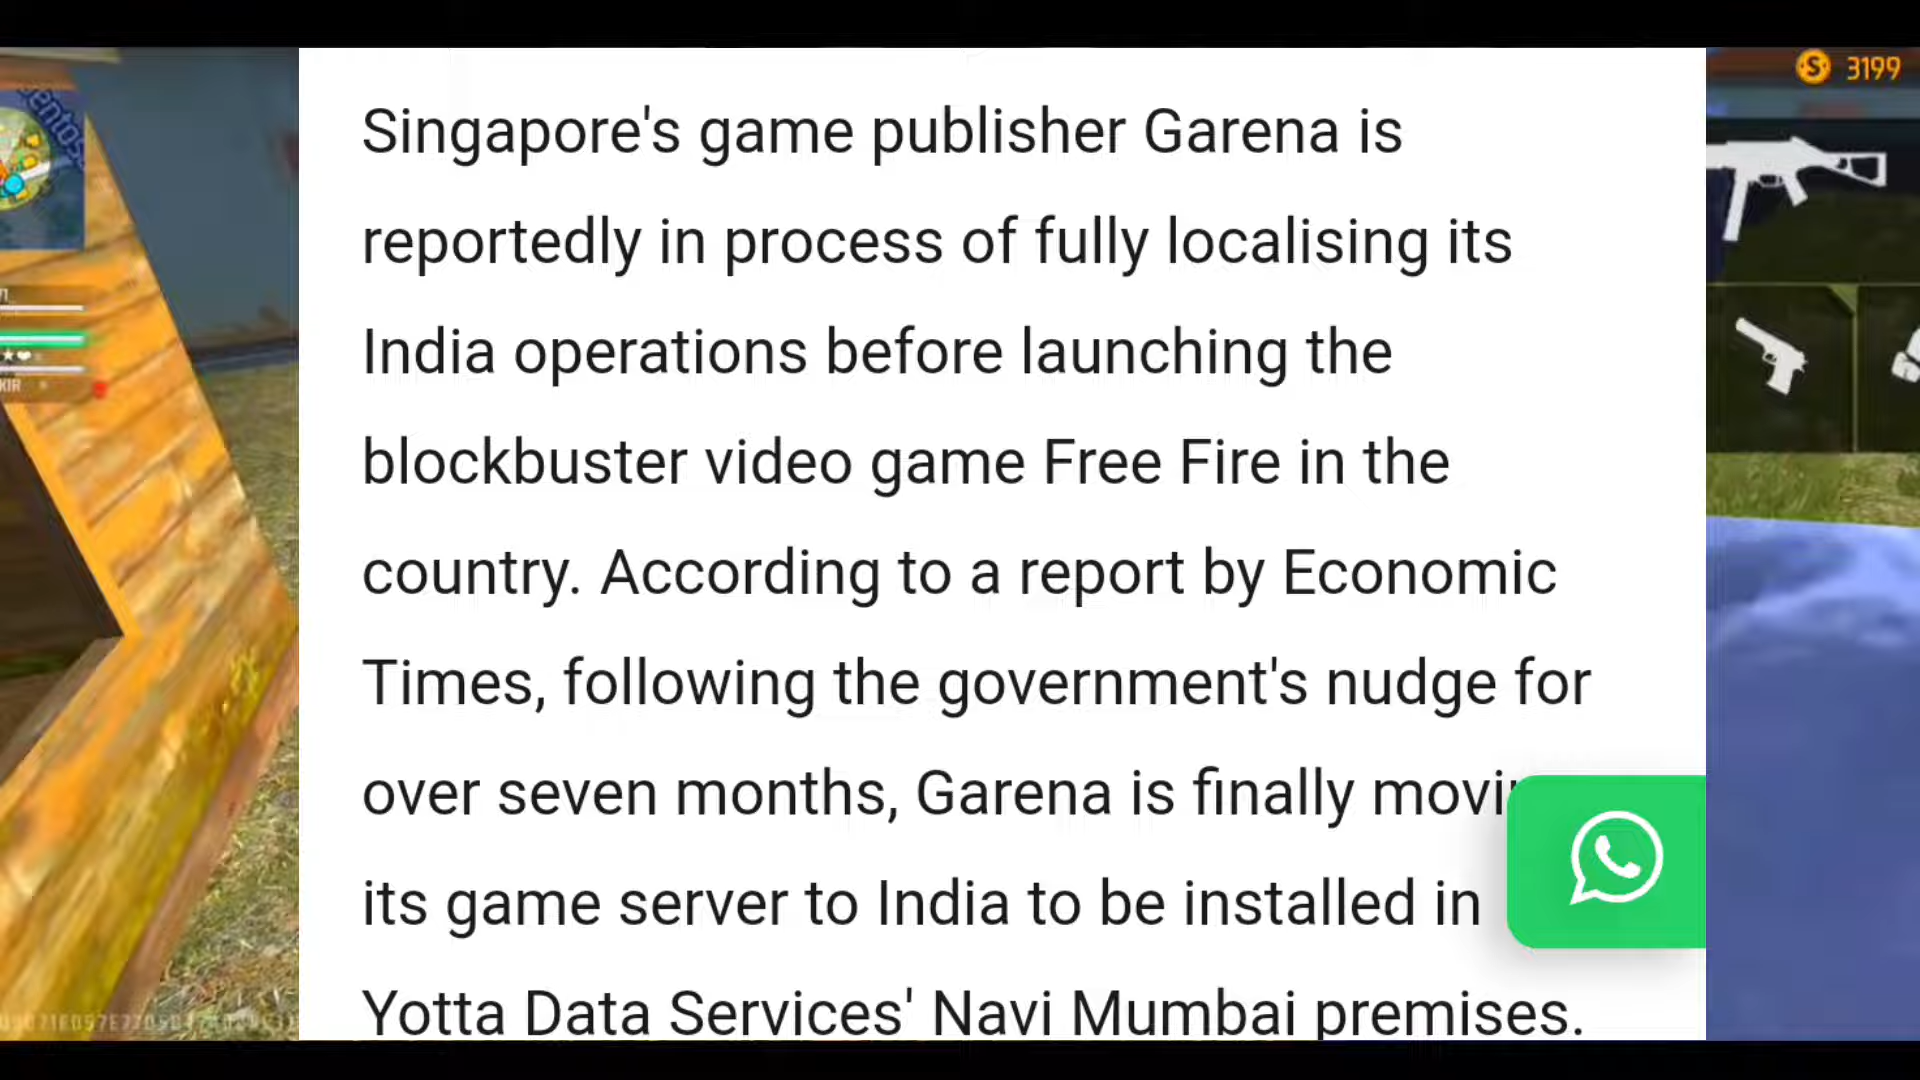 Singapore's game publisher Garena is
reportedly in process of fully localising its
India operations before launching the
blockbuster video game Free Fire in the
country. According to a report by Economic
Times, following the government's nudge for
over seven months, Garena is finally
its game server to India to be installed in
Yotta Data Services' Navi Mumbai premises.
3199